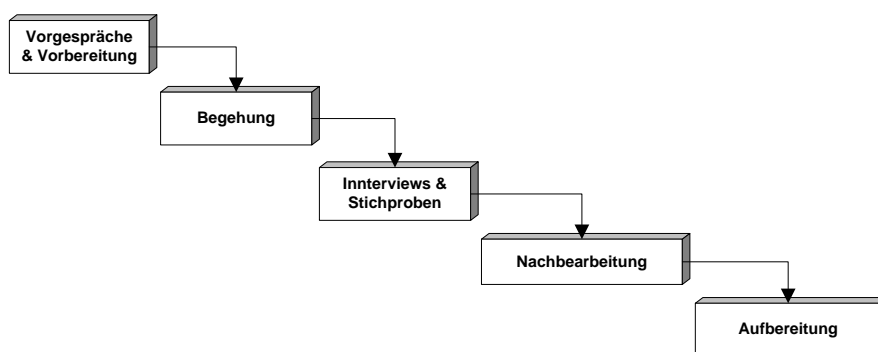 Vorgespräche
& Vorbereitung
Begehung
Innterviews &
Stichproben
Nachbearbeitung
Aufbereitung